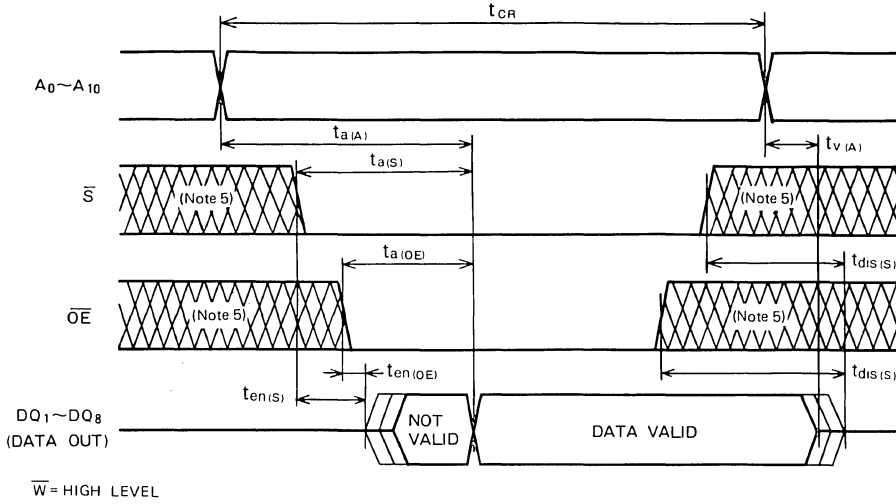 tCR
A0~A10
ta(A)
tv(A)
ta(S)
S̅
(Note 5)
(Note 5)
ta(OE)
tdis(S)
O̅E̅
(Note 5)
(Note 5)
ten(OE)
tdis(S)
ten(S)
DQ1~DQ8
(DATA OUT)
NOT
VALID
DATA VALID
W̅=HIGH LEVEL